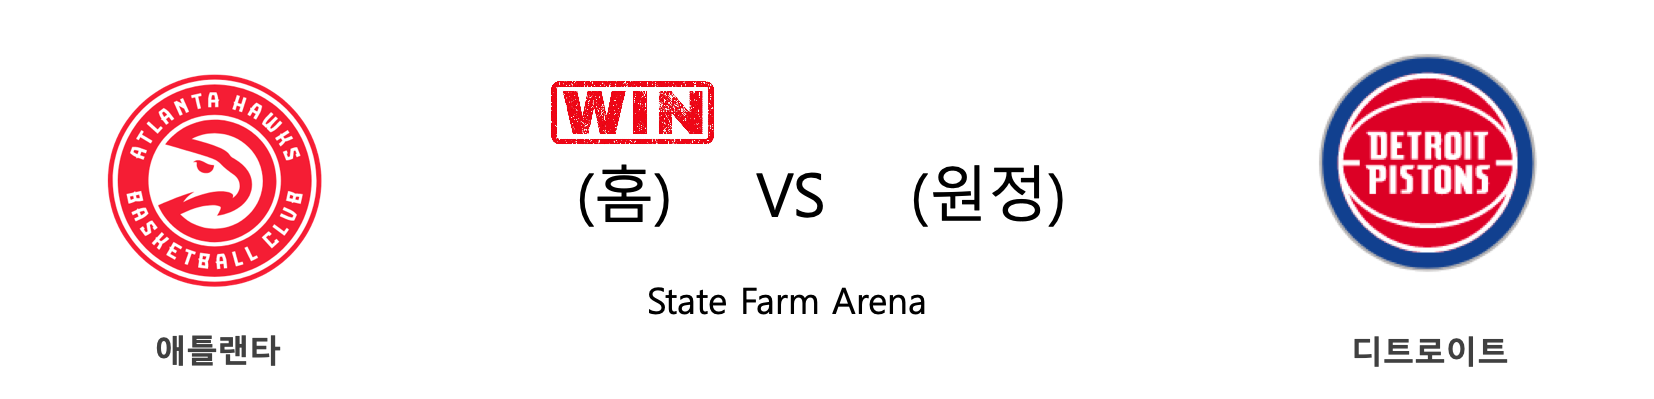 ATLANTA HAWKS
BASKETBALL CLUB
애틀랜타
WIN
(홈) VS (원정)
State Farm Arena
DETROIT
PISTONS
디트로이트